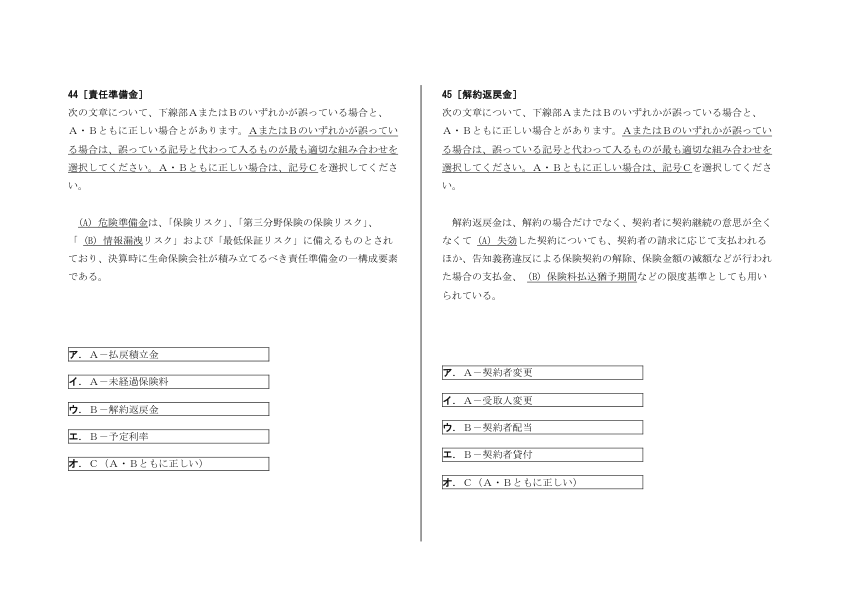 44［責任準備金］
次の文章について、下線部ＡまたはＢのいずれかが誤っている場合と、
Ａ・Ｂともに正しい場合とがあります。ＡまたはＢのいずれかが誤ってい
る場合は、誤っている記号と代わって入るものが最も適切な組み合わせを
選択してください。Ａ・Ｂともに正しい場合は、記号Ｃを選択してくださ
い。
(A) 危険準備金は、「保険リスク」、「第三分野保険の保険リスク」、
「 (B) 情報漏洩リスク」および「最低保証リスク」に備えるものとされ
ており、決算時に生命保険会社が積み立てるべき責任準備金の一構成要素
である。
ア．Ａ－払戻積立金
イ．Ａ－未経過保険料
ウ．Ｂ－解約返戻金
エ．Ｂ－予定利率
オ．Ｃ（Ａ・Ｂともに正しい）
45［解約返戻金］
次の文章について、下線部ＡまたはＢのいずれかが誤っている場合と、
Ａ・Ｂともに正しい場合とがあります。ＡまたはＢのいずれかが誤ってい
る場合は、誤っている記号と代わって入るものが最も適切な組み合わせを
選択してください。Ａ・Ｂともに正しい場合は、記号Ｃを選択してくださ
い。
解約返戻金は、解約の場合だけでなく、契約者に契約継続の意思が全く
なくて (A) 失効した契約についても、契約者の請求に応じて支払われる
ほか、告知義務違反による保険契約の解除、保険金額の減額などが行われ
た場合の支払金、 (B) 保険料払込猶予期間などの限度基準としても用い
られている。
ア．Ａ－契約者変更
イ．Ａ－受取人変更
ウ．Ｂ－契約者配当
エ．Ｂ－契約者貸付
オ．Ｃ（Ａ・Ｂともに正しい）